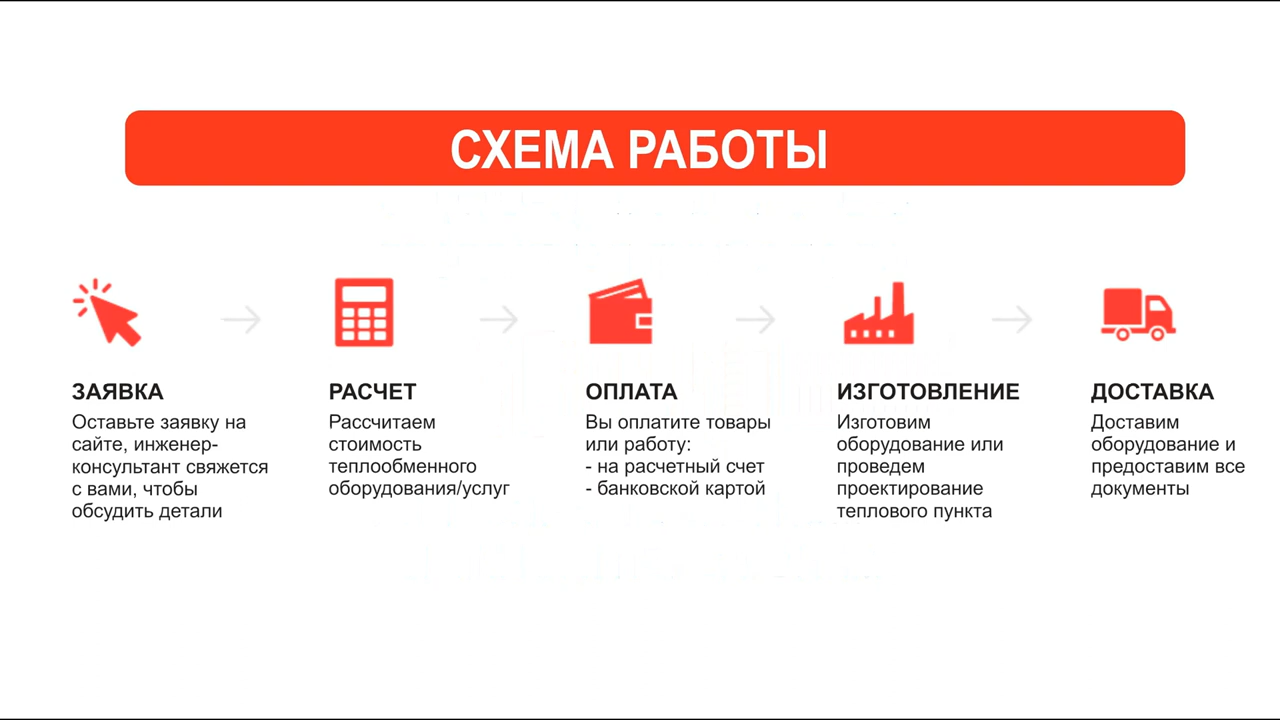 СХЕМА РАБОТЫ
ЗАЯВКА
Оставьте заявку на
сайте, инженер-
консультант свяжется
с вами, чтобы
обсудить детали
РАСЧЕТ
Рассчитаем
стоимость
теплообменного
оборудования/услуг
ОПЛАТА
Вы оплатите товары
или работу:
- на расчетный счет
- банковской картой
ИЗГОТОВЛЕНИЕ
Изготовим
оборудование или
проведем
проектирование
теплового пункта
ДОСТАВКА
Доставим
оборудование и
предоставим все
документы